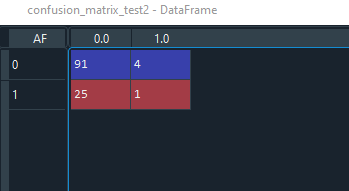 confusion_matrix_test2 - DataFrame
AF 0.0 1.0
0 91 4
1 25 1